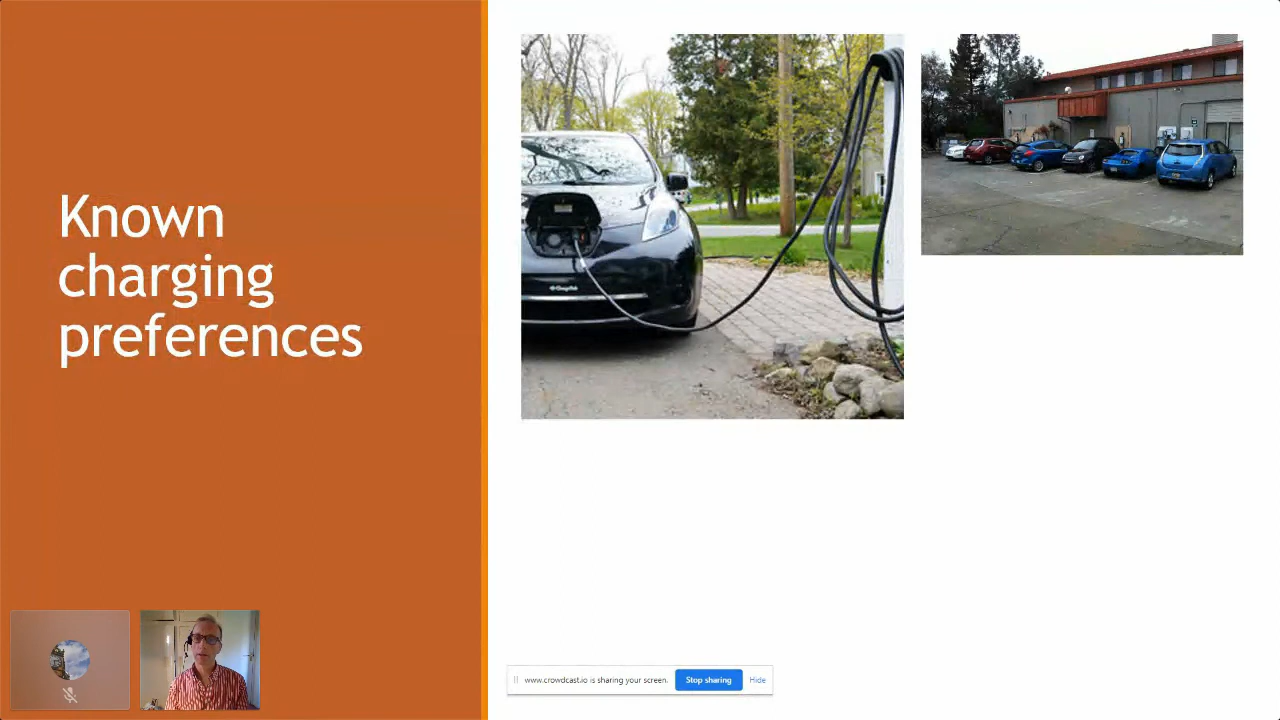 Known
charging
preferences
www.crowdcast.io is sharing your screen.
Stop sharing
Hide